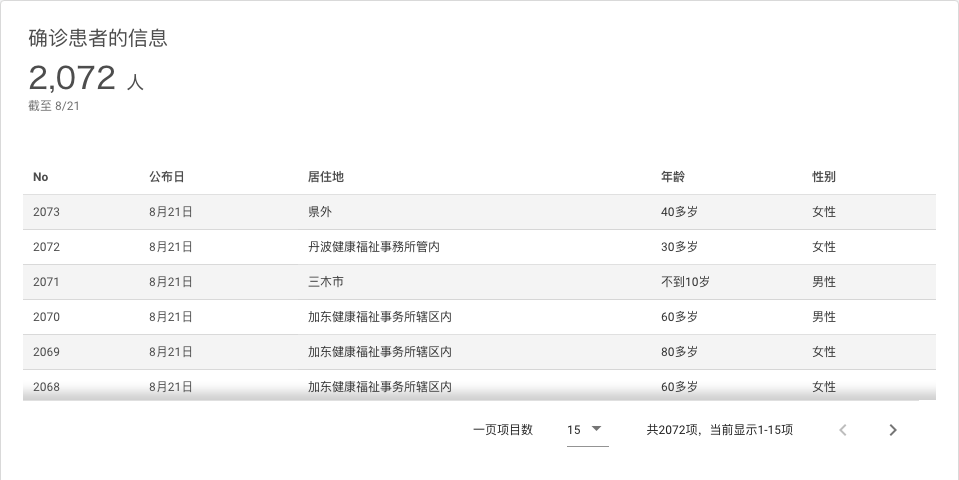 确诊患者的信息
2,072 人
截至 8/21
No 公布日 居住地 年龄 性别
2073 8月21日 県外 40多岁 女性
2072 8月21日 丹波健康福祉事務所管内 30多岁 女性
2071 8月21日 三木市 不到10岁 男性
2070 8月21日 加东健康福祉事务所辖区内 60多岁 男性
2069 8月21日 加东健康福祉事务所辖区内 80多岁 女性
2068 8月21日 加东健康福祉事务所辖区内 60多岁 女性
一页项目数 15 共2072项，当前显示1-15项